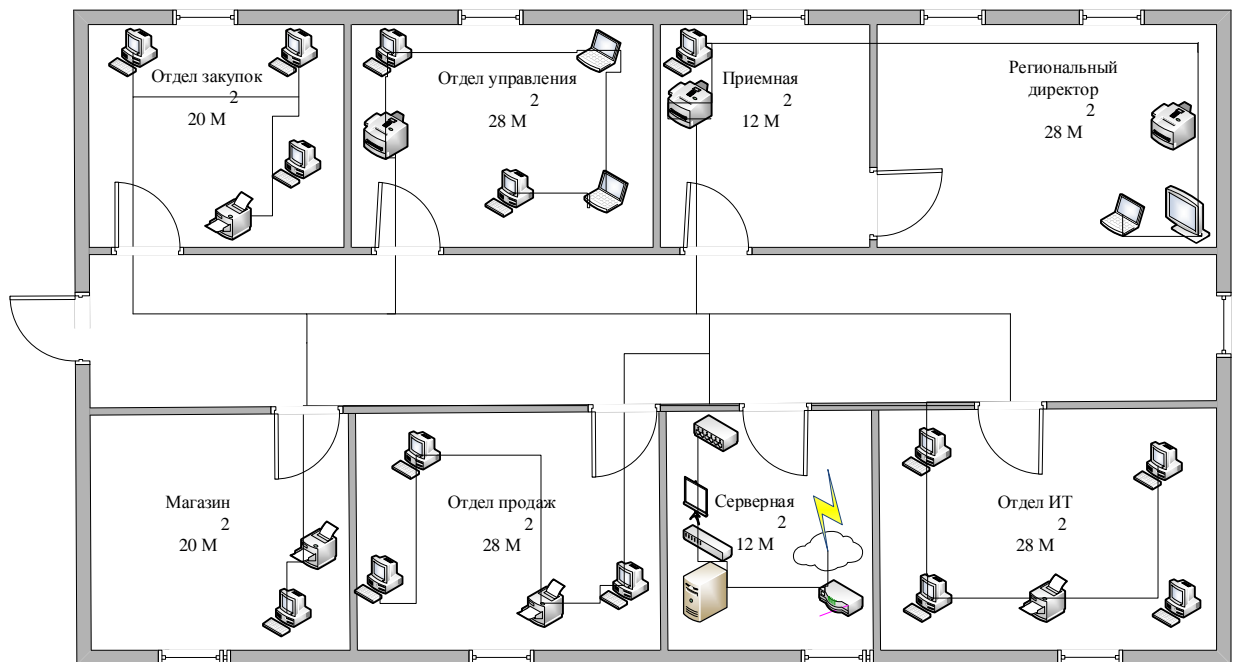 Отдел закупок
2
20 М
Отдел управления
2
28 М
Приемная
2
12 М
Региональный
директор
2
28 М
Магазин
2
20 М
Отдел продаж
2
28 М
Серверная
2
12 М
Отдел ИТ
2
28 М